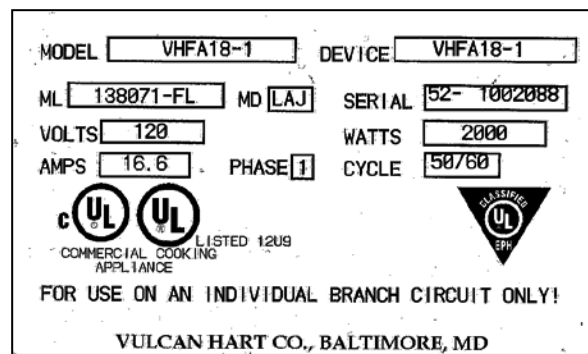 MODEL VHFA18-1 DEVICE VHFA18-1
ML 138071-FL MD LAJ SERIAL 52- 1002088
VOLTS 120 WATTS 2000
AMPS 16.6 PHASE 1 CYCLE 50/60
C UL UL LISTED 12U9
COMMERCIAL COOKING
APPLIANCE
CLASSIFIED
UL
EPH
FOR USE ON AN INDIVIDUAL BRANCH CIRCUIT ONLY!
VULCAN HART CO., BALTIMORE, MD